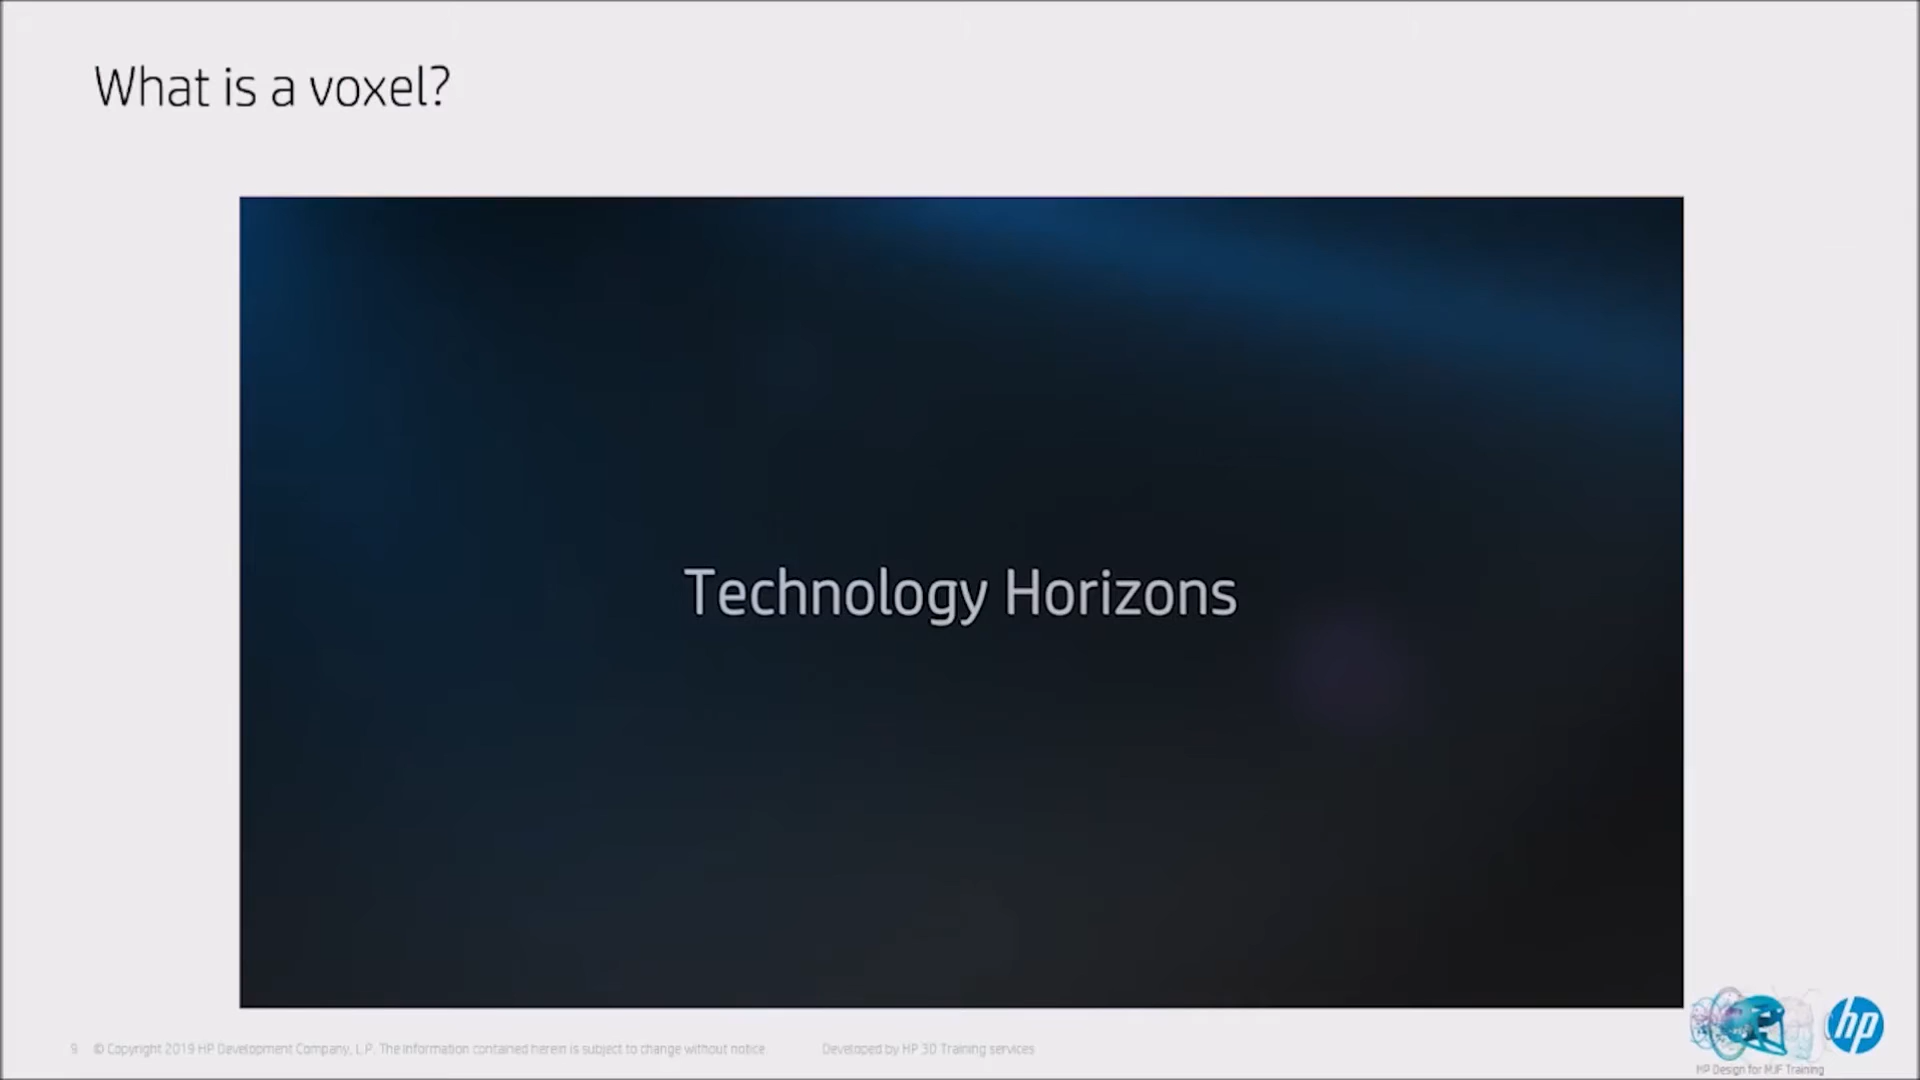 What is a voxel?
Technology Horizons
9 © Copyright 2019 HP Development Company, L.P. The information contained herein is subject to change without notice Developed by HP 3D Training services
hp
HP Design for MJF Training